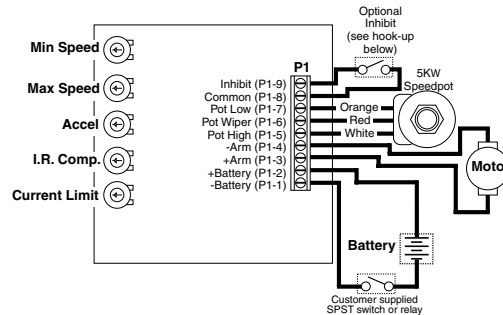 Optional
Inhibit
(see hook-up
below)
Min Speed
Max Speed
Accel
I.R. Comp.
Current Limit
P1
Inhibit (P1-9)
Common (P1-8)
Pot Low (P1-7)
Pot Wiper (P1-6)
Pot High (P1-5)
-Arm (P1-4)
+Arm (P1-3)
+Battery (P1-2)
-Battery (P1-1)
Orange
Red
White
5KW
Speedpot
Moto
Battery
Customer supplied
SPST switch or relay